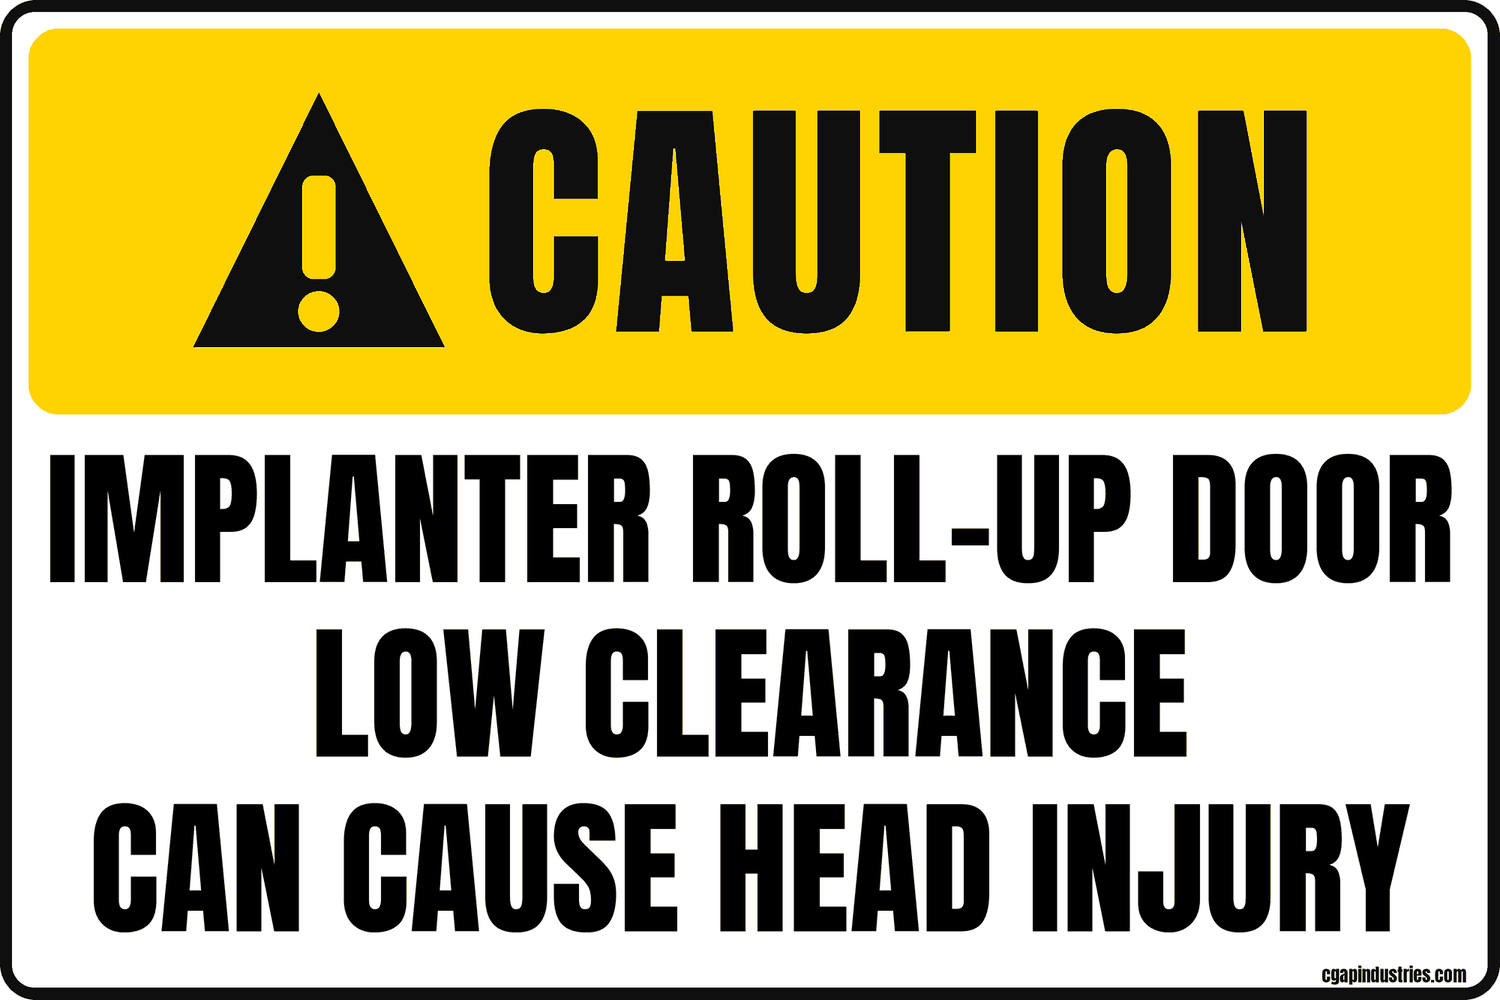 CAUTION
IMPLANTER ROLL-UP DOOR
LOW CLEARANCE
CAN CAUSE HEAD INJURY
cgapindustries.com